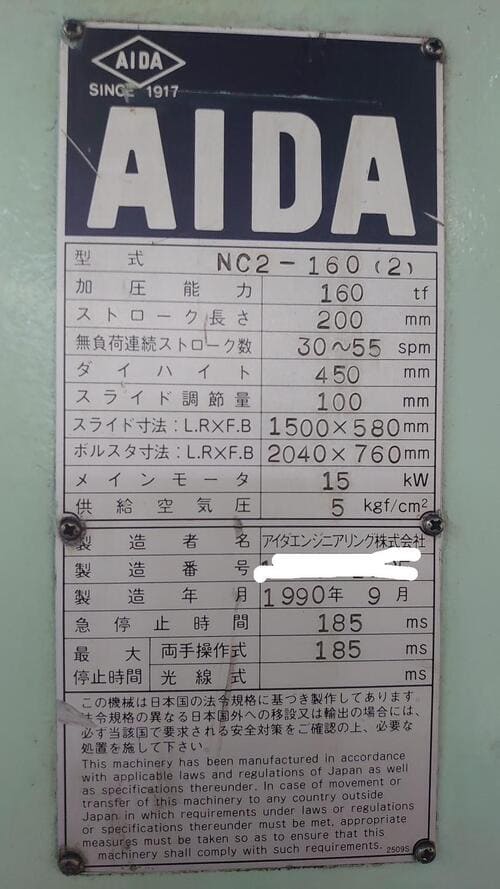 AIDA
SINCE 1917
AIDA
型式 NC2-160(2)
加圧能力 160 tf
ストローク長さ 200 mm
無負荷連続ストローク数 30~55 spm
ダイハイト 450 mm
スライド調節量 100 mm
スライド寸法:L.R×F.B 1500×580mm
ボルスタ寸法:L.R×F.B 2040×760mm
メインモータ 15 kW
供給空気圧 5 kgf/cm²
製造者名 アイダエンジニアリング株式会社
製造番号
製造年月 1990年9月
急停止時間 185 ms
最大停止時間 両手操作式 185 ms
光線式 ms
この機械は日本国の法令規格に基づき製作してあります。
法令規格の異なる日本国外への移設又は輸出の場合には、
必ず当該国で要求される安全対策をご確認の上、必要な
処置を施して下さい。
This machinery has been manufactured in accordance
with applicable laws and regulations of Japan as well
as specifications thereunder. In case of movement or
transfer of this machinery to any country outside
Japan in which requirements under laws or regulations
or specifications thereunder must be met, appropriate
measures must be taken so as to ensure that this
machinery shall comply with such requirements. 2509S